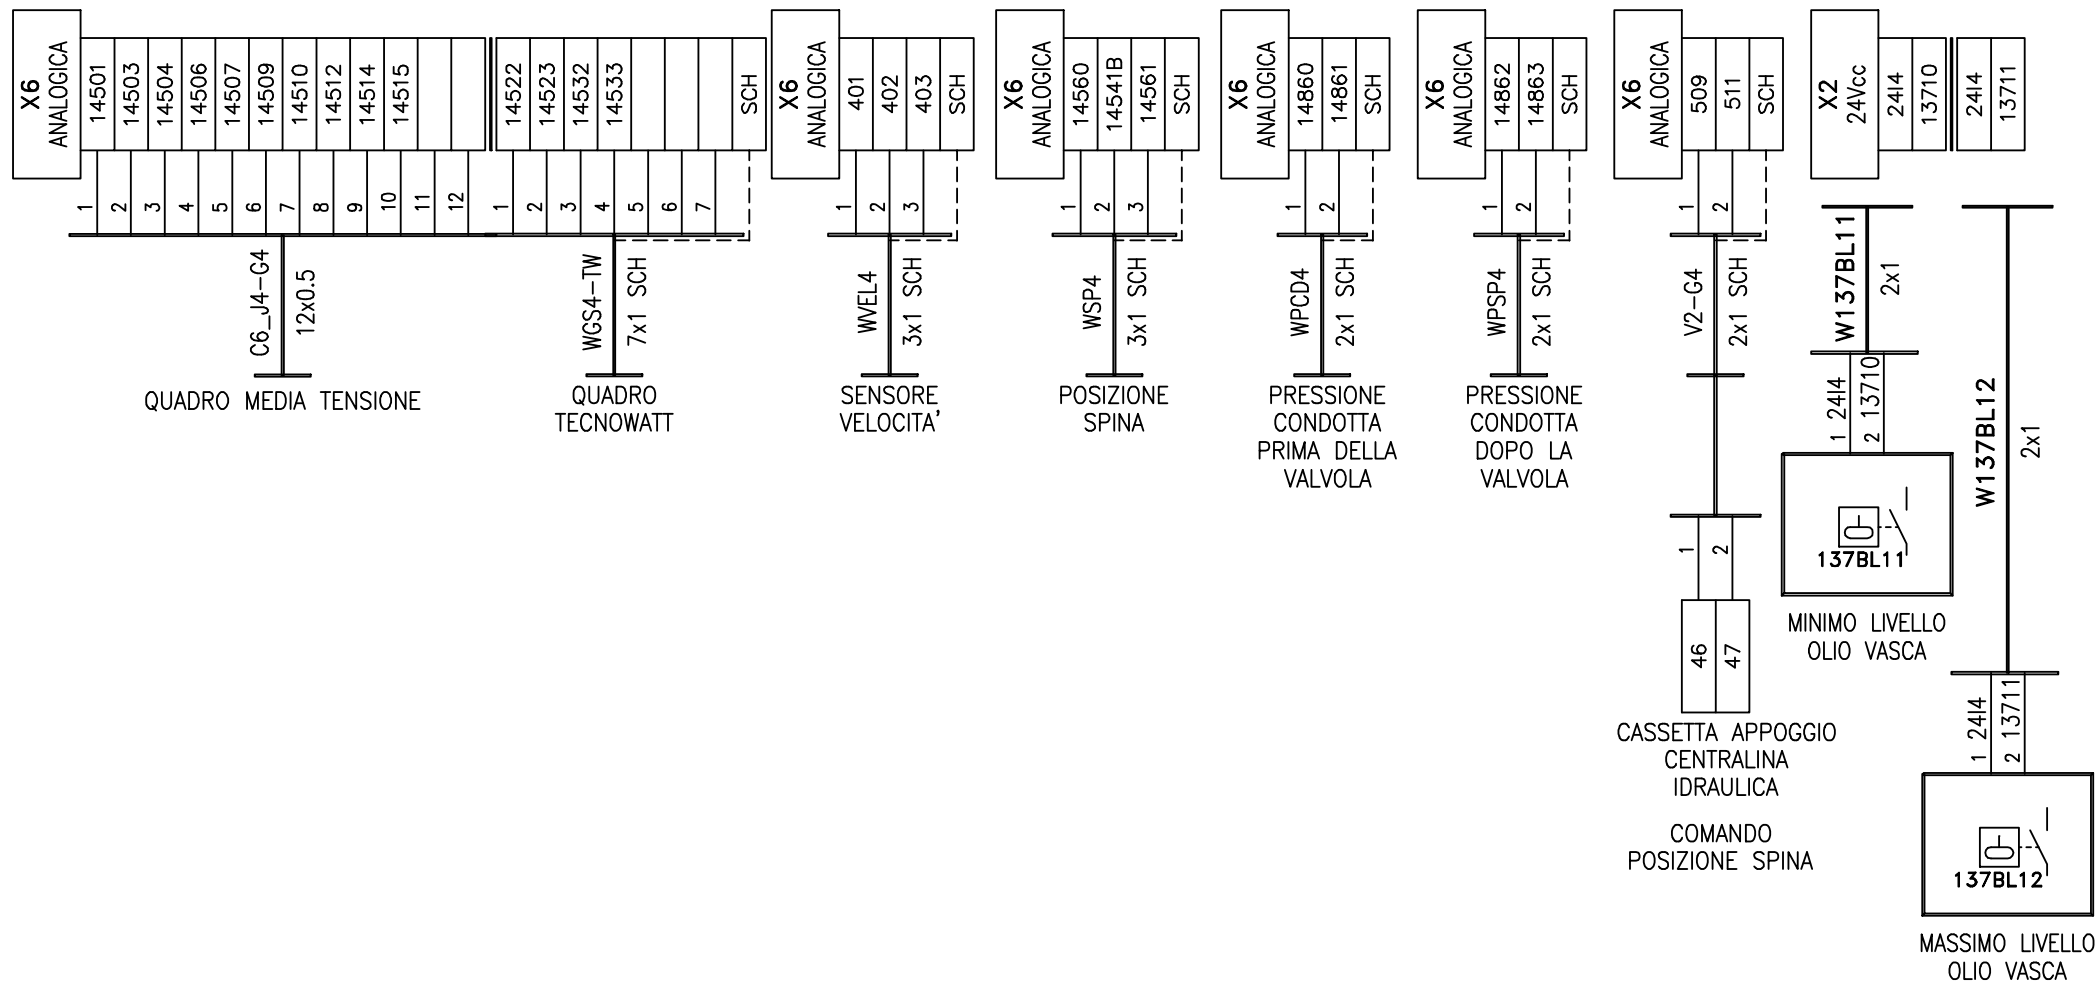 X6
ANALOGICA
14501
14503
14504
14506
14507
14509
14510
14512
14514
14515
1
2
3
4
5
6
7
8
9
10
11
12
C6_J4-G4
12x0.5
QUADRO MEDIA TENSIONE
14522
14523
14532
14533
SCH
1
2
3
4
5
6
7
WGS4-TW
7x1 SCH
QUADRO
TECNOWATT
X6
ANALOGICA
401
402
403
SCH
1
2
3
WVEL4
3x1 SCH
SENSORE
VELOCITA'
X6
ANALOGICA
14560
14541B
14561
SCH
1
2
3
WSP4
3x1 SCH
POSIZIONE
SPINA
X6
ANALOGICA
14860
14861
SCH
1
2
WPCD4
2x1 SCH
PRESSIONE
CONDOTTA
PRIMA DELLA
VALVOLA
X6
ANALOGICA
14862
14863
SCH
1
2
WPSP4
2x1 SCH
PRESSIONE
CONDOTTA
DOPO LA
VALVOLA
X6
ANALOGICA
509
511
SCH
1
2
V2-G4
2x1 SCH
1
2
46
47
CASSETTA APPOGGIO
CENTRALINA
IDRAULICA
COMANDO
POSIZIONE SPINA
X2
24Vcc
24I4
13710
24I4
13711
W137BL11
2x1
1 24I4
2 13710
137BL11
MINIMO LIVELLO
OLIO VASCA
W137BL12
2x1
1 24I4
2 13711
137BL12
MASSIMO LIVELLO
OLIO VASCA